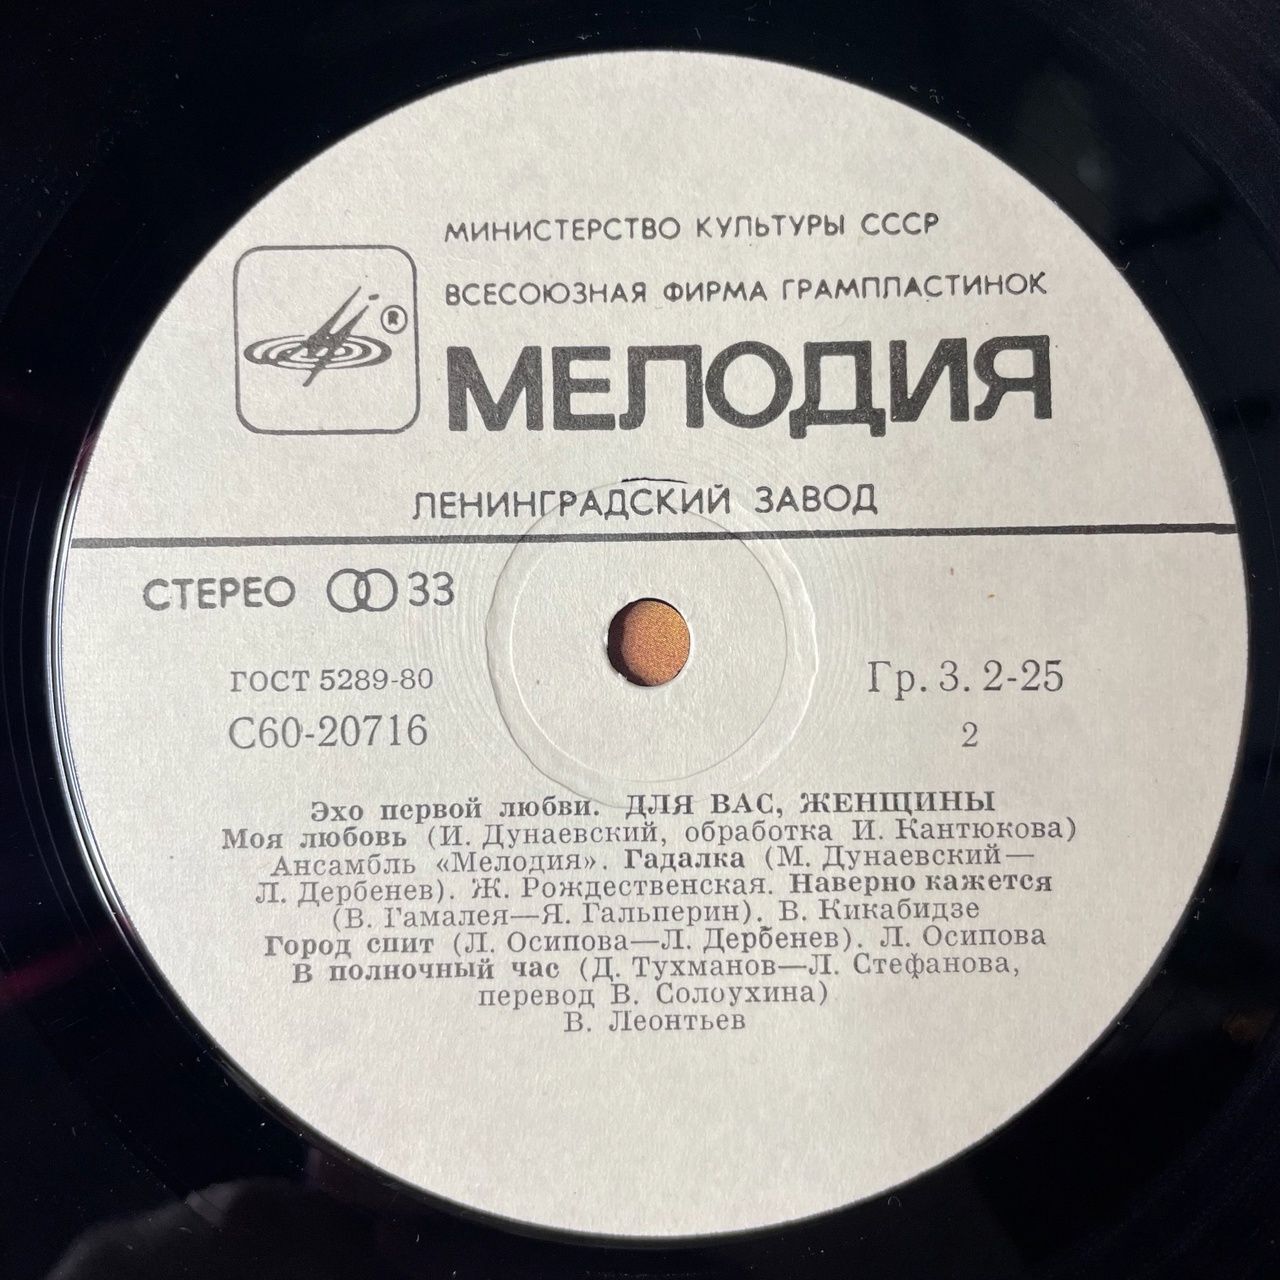 МИНИСТЕРСТВО КУЛЬТУРЫ СССР
ВСЕСОЮЗНАЯ ФИРМА ГРАМПЛАСТИНОК
®
МЕЛОДИЯ
ЛЕНИНГРАДСКИЙ ЗАВОД
СТЕРЕО 33
ГОСТ 5289-80
Гр. 3. 2-25
С60-20716
2
Эхо первой любви. ДЛЯ ВАС, ЖЕНЩИНЫ
Моя любовь (И. Дунаевский, обработка И. Кантюкова)
Ансамбль «Мелодия». Гадалка (М. Дунаевский—
Л. Дербенев). Ж. Рождественская. Наверно кажется
(В. Гамалея—Я. Гальперин). В. Кикабидзе
Город спит (Л. Осипова—Л. Дербенев). Л. Осипова
В полночный час (Д. Тухманов—Л. Стефанова,
перевод В. Солоухина)
В. Леонтьев